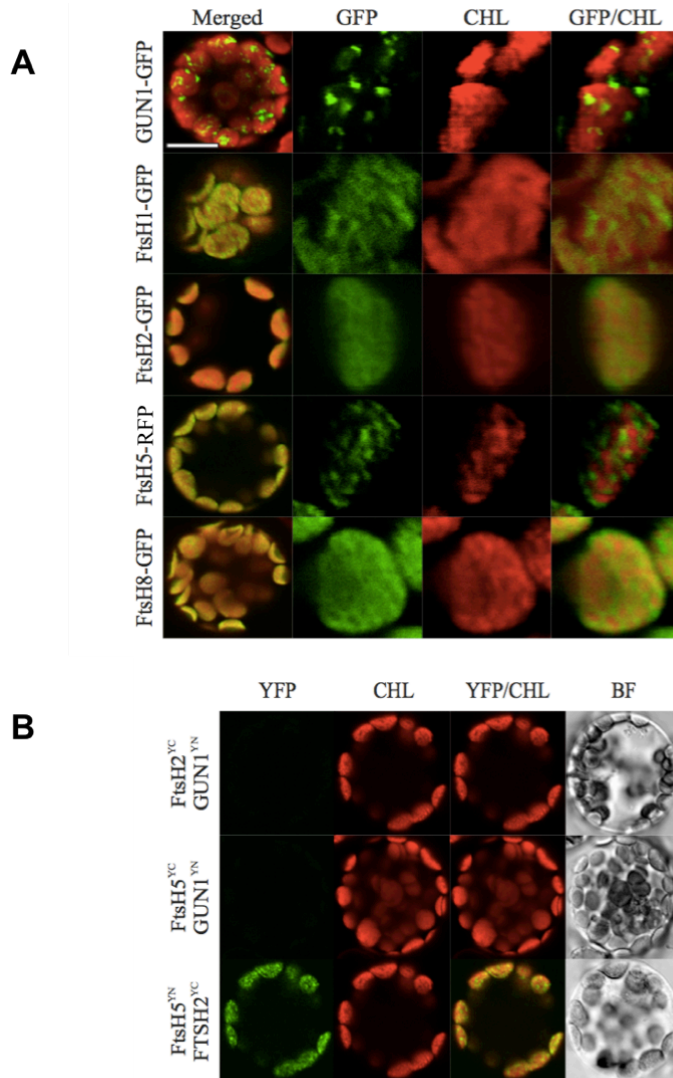 Merged GFP CHL GFP/CHL
A
GUN1-GFP
FtsH1-GFP
FtsH2-GFP
FtsH5-RFP
FtsH8-GFP
YFP CHL YFP/CHL BF
B
FtsH2YC
GUN1YN
FtsH5YC
GUN1YN
FtsH5YN
FTSH2YC